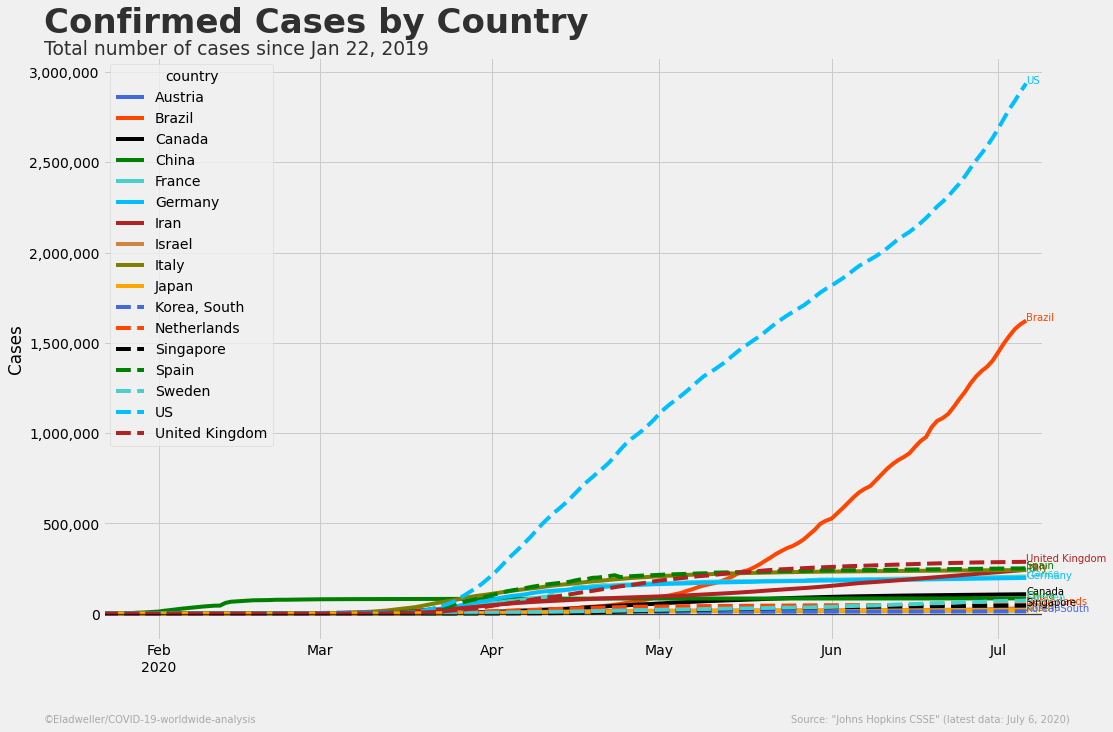 Confirmed Cases by Country
Total number of cases since Jan 22, 2019
3,000,000
2,500,000
2,000,000
1,500,000
1,000,000
500,000
0
Cases
country
Austria
Brazil
Canada
China
France
Germany
Iran
Israel
Italy
Japan
Korea, South
Netherlands
Singapore
Spain
Sweden
US
United Kingdom
US
Brazil
United Kingdom
Spain
Germany
Canada
Singapore
Feb
2020
Mar
Apr
May
Jun
Jul
©Eladweller/COVID-19-worldwide-analysis
Source: "Johns Hopkins CSSE" (latest data: July 6, 2020)